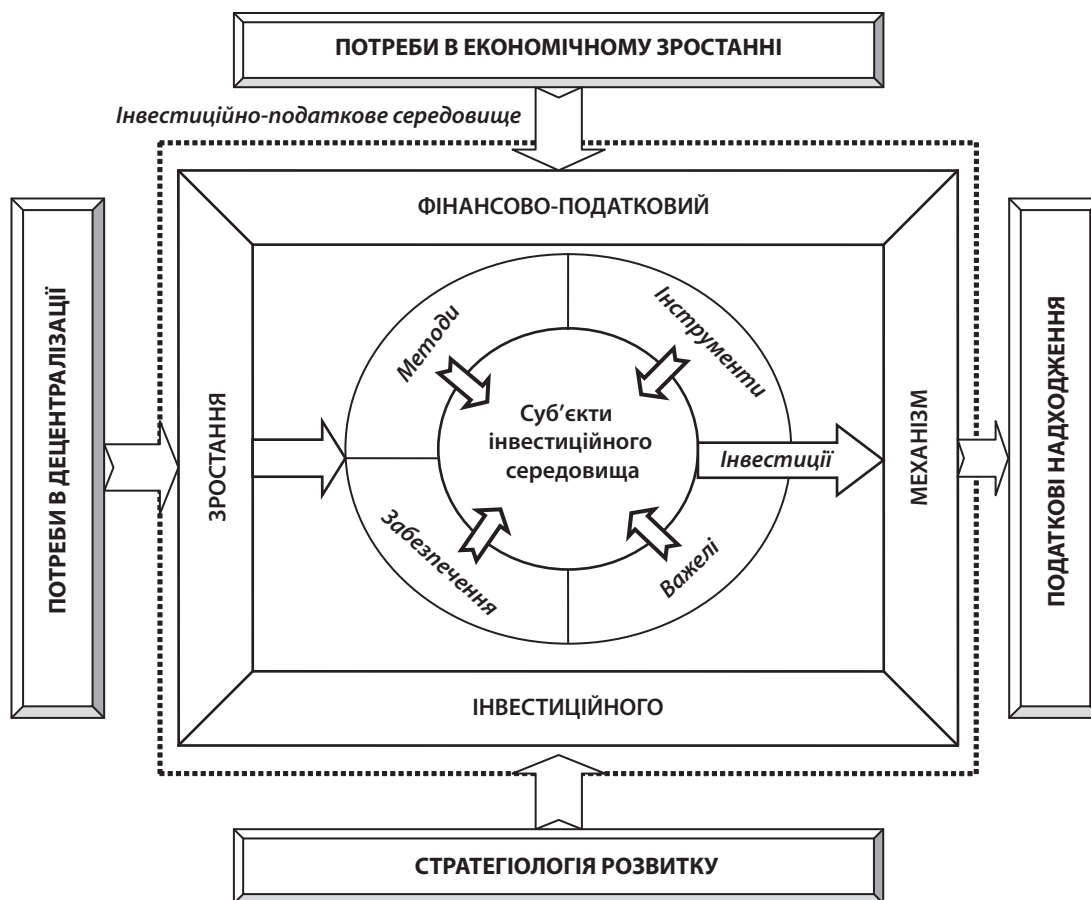 ПОТРЕБИ В ЕКОНОМІЧНОМУ ЗРОСТАННІ
Інвестиційно-податкове середовище
ФІНАНСОВО-ПОДАТКОВИЙ
ПОТРЕБИ В ДЕЦЕНТРАЛІЗАЦІЇ
ЗРОСТАННЯ
Методи
Інструменти
Суб’єкти
інвестиційного
середовища
Інвестиції
Забезпечення
Важелі
МЕХАНІЗМ
ПОДАТКОВІ НАДХОДЖЕННЯ
ІНВЕСТИЦІЙНОГО
СТРАТЕГІОЛОГІЯ РОЗВИТКУ